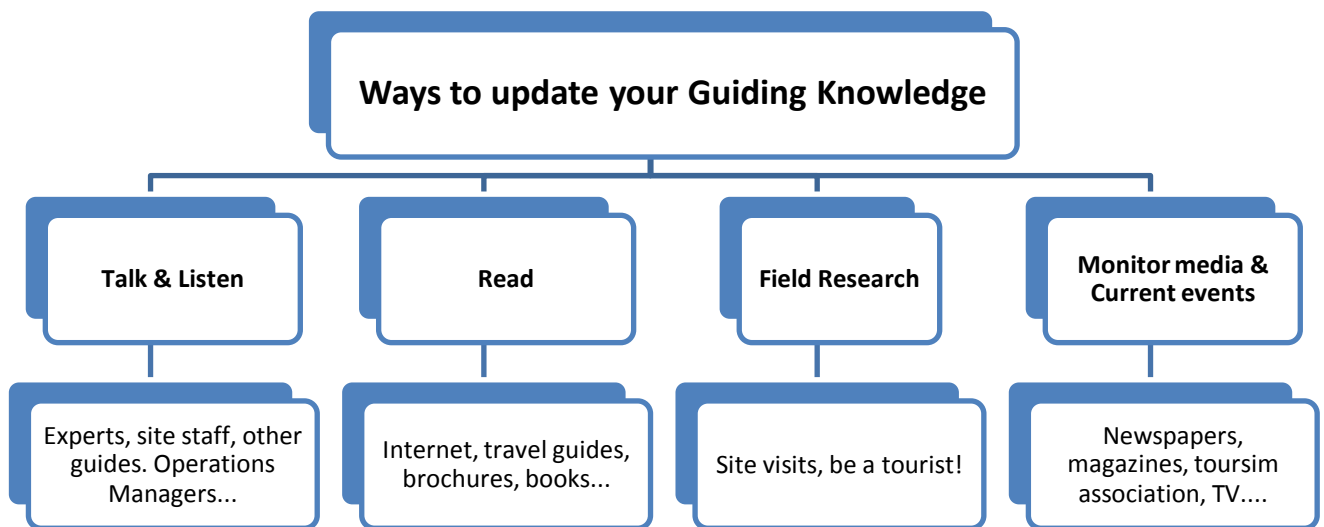 Ways to update your Guiding Knowledge
Talk & Listen
Read
Field Research
Monitor media &
Current events
Experts, site staff, other
guides. Operations
Managers...
Internet, travel guides,
brochures, books...
Site visits, be a tourist!
Newspapers,
magazines, toursim
association, TV....